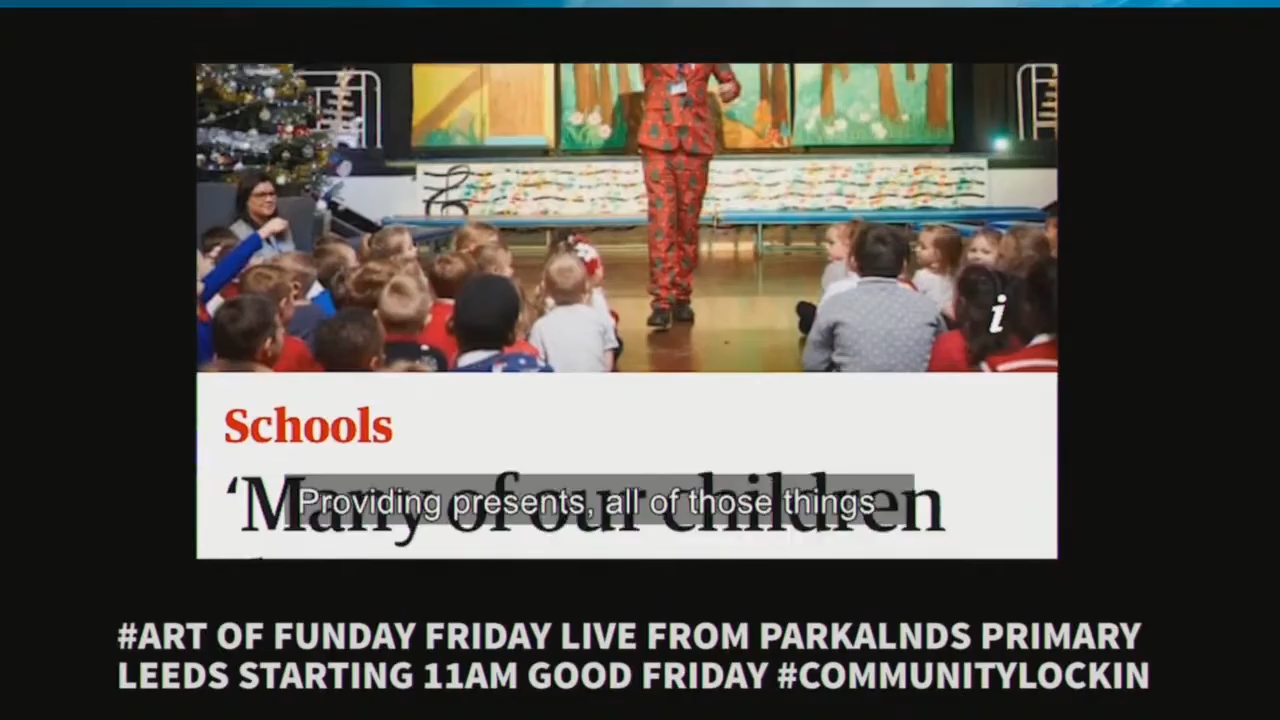 i
Schools
‘Many of our children
Providing presents, all of those things
#ART OF FUNDAY FRIDAY LIVE FROM PARKALNDS PRIMARY
LEEDS STARTING 11AM GOOD FRIDAY #COMMUNITYLOCKIN